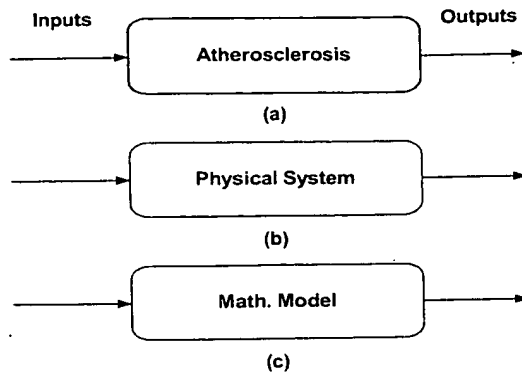 Inputs Outputs
Atherosclerosis
(a)
Physical System
(b)
Math. Model
(c)